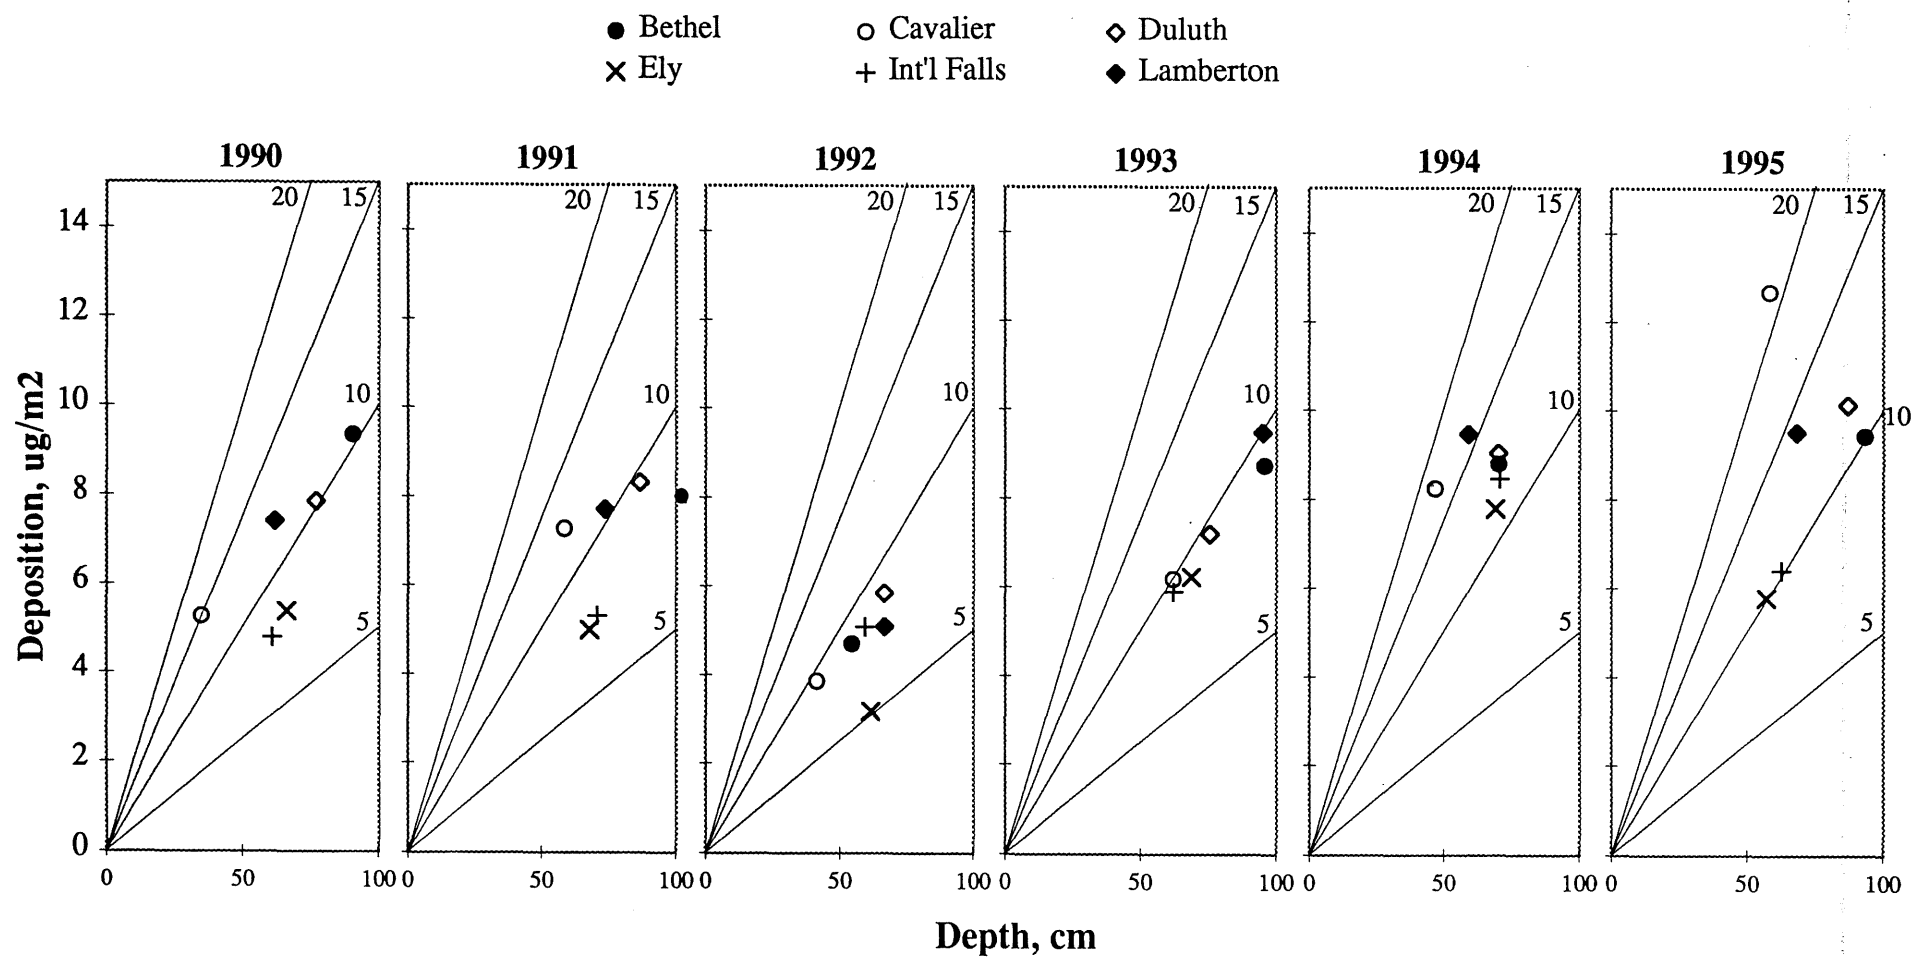 Bethel Cavalier Duluth
Ely Int'l Falls Lamberton
1990 1991 1992 1993 1994 1995
20 15 20 15 20 15 20 15 20 15 20 15
14
12
10 10 10 10 10 10
10
8
6
5 5 5 5 5 5
4
2
0
0 50 100 0 50 100 0 50 100 0 50 100 0 50 100 0 50 100
Deposition, ug/m2
Depth, cm